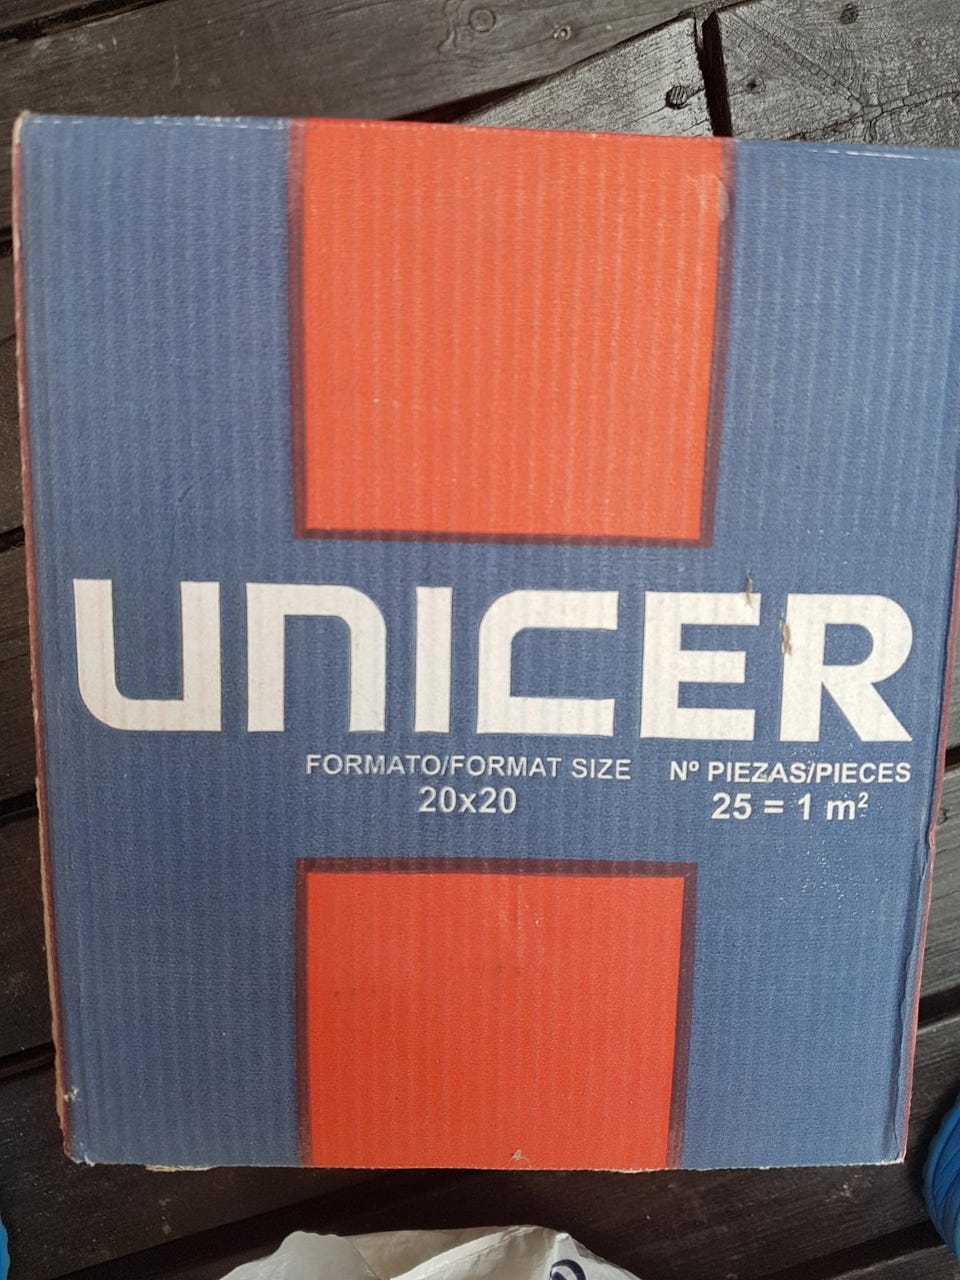 UNICER
FORMATO/FORMAT SIZE
20x20
Nº PIEZAS/PIECES
25 = 1 m²